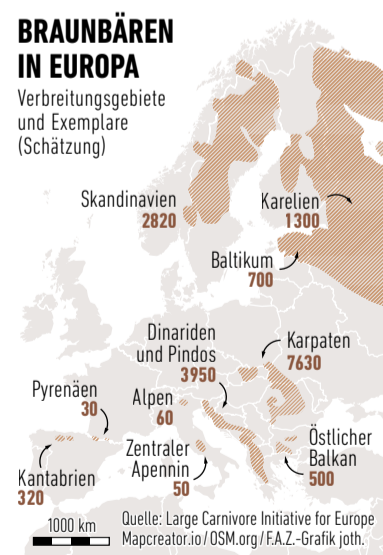 BRAUNBÄREN
IN EUROPA
Verbreitungsgebiete
und Exemplare
(Schätzung)
Skandinavien
2820
Karelien
1300
Baltikum
700
Dinariden
und Pindos
3950
Karpaten
7630
Pyrenäen
30
Alpen
60
Zentraler
Apennin
50
Östlicher
Balkan
500
Kantabrien
320
1000 km
Quelle: Large Carnivore Initiative for Europe
Mapcreator.io/OSM.org/F.A.Z.-Grafik joth.